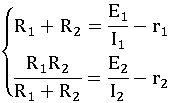 R₁ + R₂ = E₁/I₁ − r₁
R₁R₂/(R₁ + R₂) = E₂/I₂ − r₂